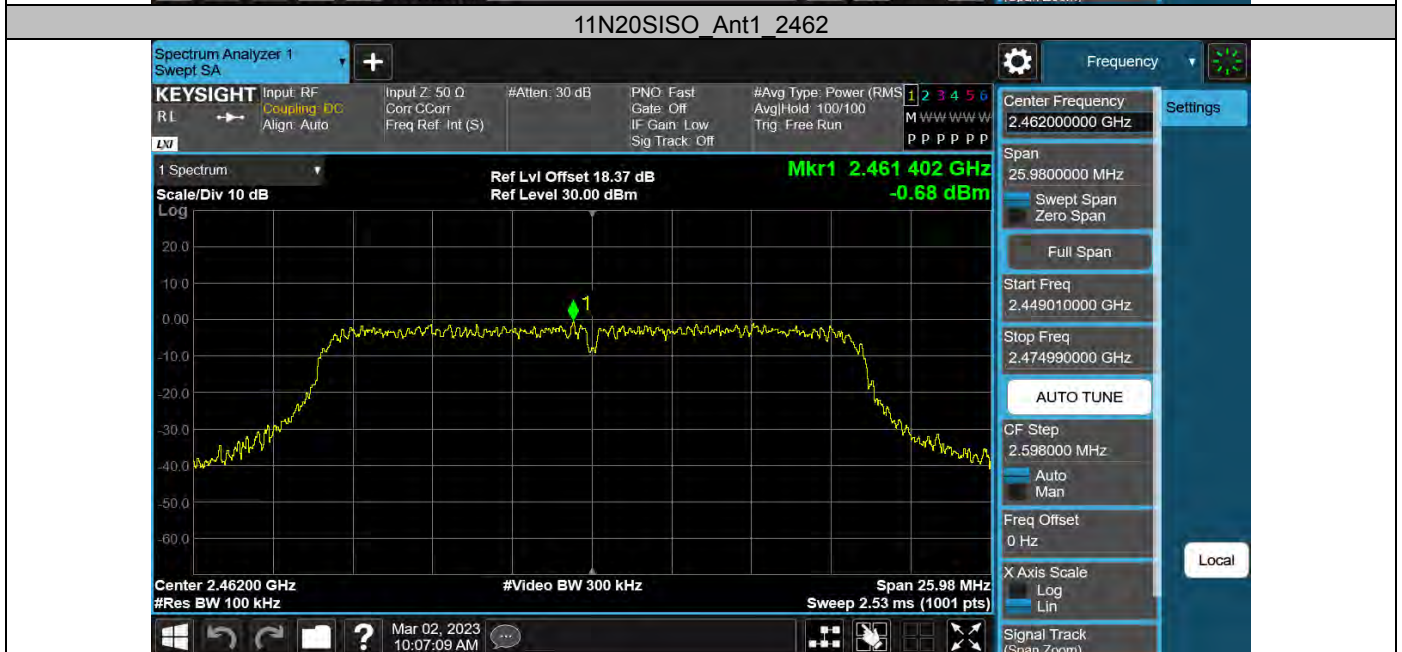 11N20SISO_Ant1_2462
Spectrum Analyzer 1
Swept SA
Frequency
KEYSIGHT
RL
LXI
Input: RF
Coupling: DC
Align: Auto
Input Z: 50 Ω
Corr CCorr
Freq Ref: Int (S)
#Atten: 30 dB
PNO: Fast
Gate: Off
IF Gain: Low
Sig Track: Off
#Avg Type: Power (RMS
Avg|Hold: 100/100
Trig: Free Run
1 2 3 4 5 6
M W W W W W
P P P P P P
1 Spectrum
Scale/Div 10 dB
Log
Ref Lvl Offset 18.37 dB
Ref Level 30.00 dBm
Mkr1 2.461 402 GHz
-0.68 dBm
20.0
10.0
0.00
-10.0
-20.0
-30.0
-40.0
-50.0
-60.0
1
Center 2.46200 GHz
#Res BW 100 kHz
#Video BW 300 kHz
Span 25.98 MHz
Sweep 2.53 ms (1001 pts)
Mar 02, 2023
10:07:09 AM
Center Frequency
2.462000000 GHz
Span
25.9800000 MHz
Swept Span
Zero Span
Full Span
Start Freq
2.449010000 GHz
Stop Freq
2.474990000 GHz
AUTO TUNE
CF Step
2.598000 MHz
Auto
Man
Freq Offset
0 Hz
X Axis Scale
Log
Lin
Signal Track
(Span Zoom)
Settings
Local